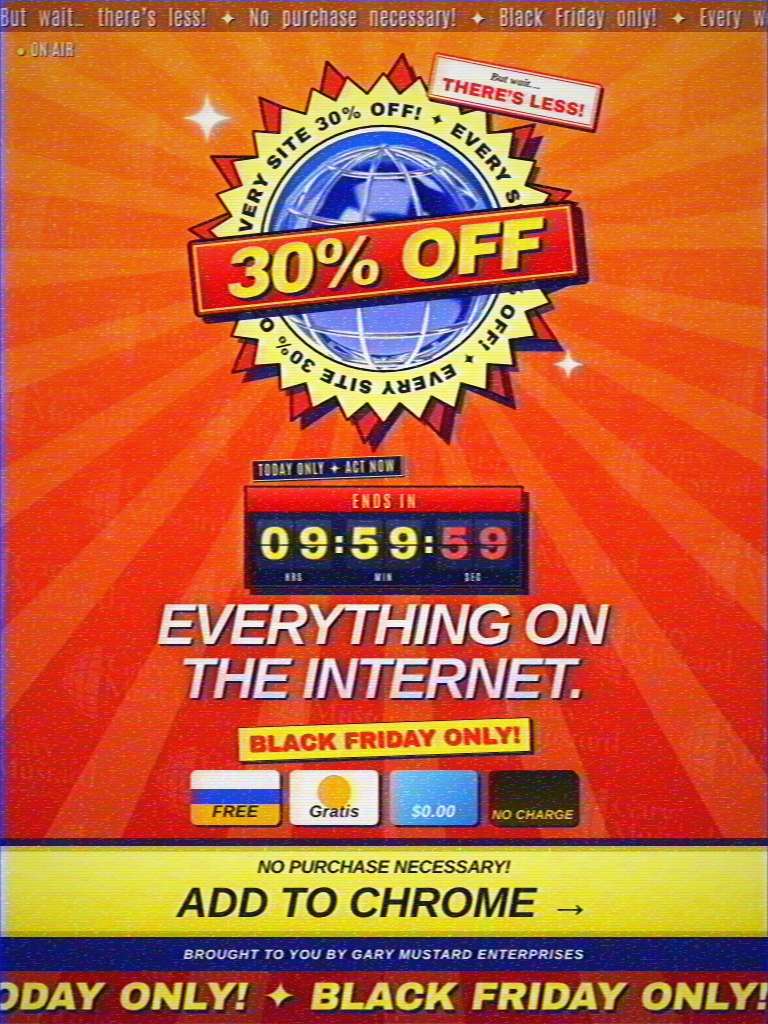 But wait… there's less! ✦ No purchase necessary! ✦ Black Friday only! ✦ Every
ON AIR
But wait…
THERE'S LESS!
VERY SITE 30% OFF! ✦ EVERY S
30% OFF
OFF! ✦ EVERY SITE 30% O
TODAY ONLY ✦ ACT NOW
ENDS IN
09:59:59
HRS MIN SEC
EVERYTHING ON
THE INTERNET.
BLACK FRIDAY ONLY!
FREE Gratis $0.00 NO CHARGE
NO PURCHASE NECESSARY!
ADD TO CHROME →
BROUGHT TO YOU BY GARY MUSTARD ENTERPRISES
ODAY ONLY! ✦ BLACK FRIDAY ONLY!